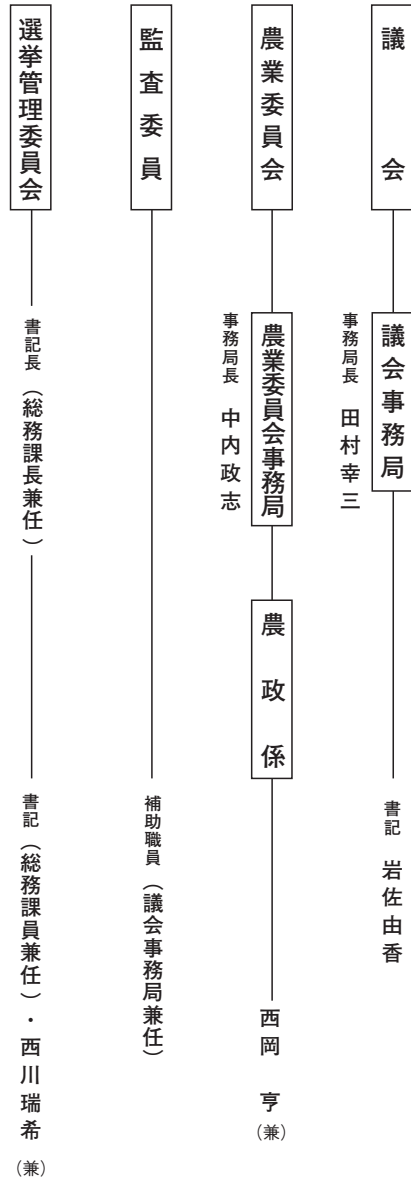 議会
議会事務局
事務局長 田村幸三
書記 岩佐由香
農業委員会
農業委員会事務局
事務局長 中内政志
農政係
西岡 亨（兼）
監査委員
補助職員（議会事務局兼任）
選挙管理委員会
書記長（総務課長兼任）
書記（総務課員兼任）・西川瑞希（兼）